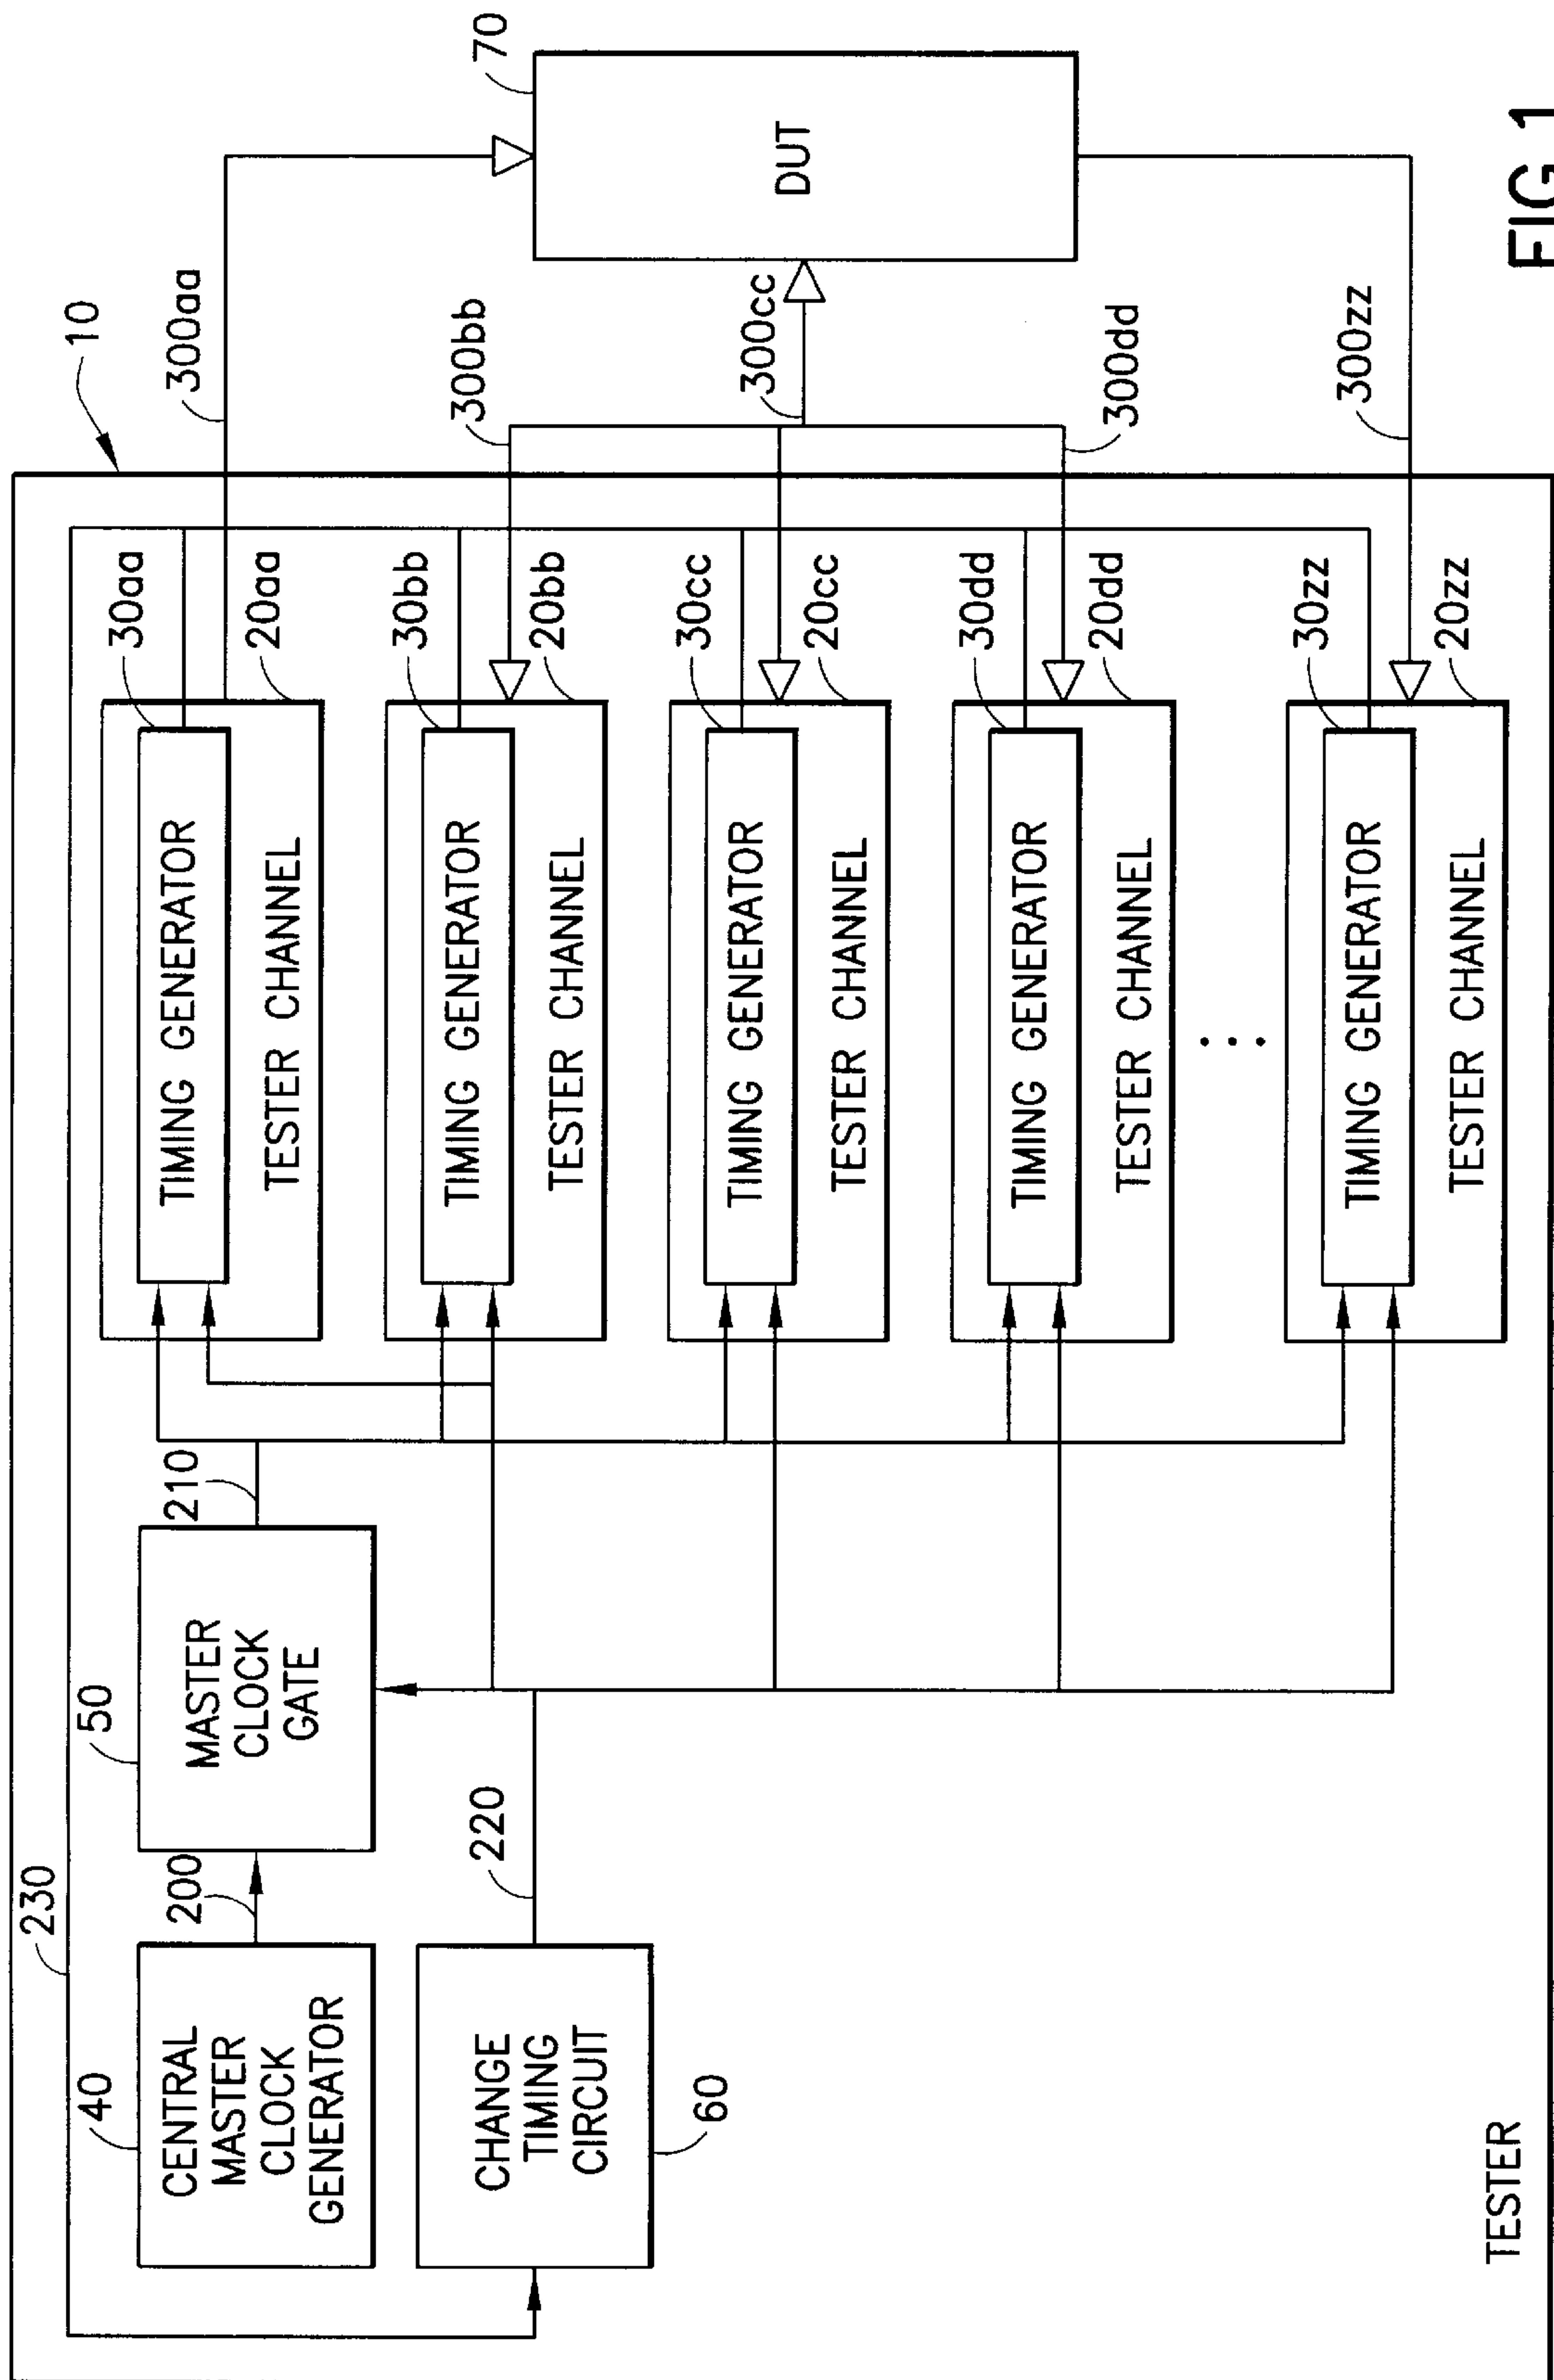 230
40
CENTRAL
MASTER
CLOCK
GENERATOR
200
50
MASTER
CLOCK
GATE
210
CHANGE
TIMING
CIRCUIT
60
220
TIMING GENERATOR
TESTER CHANNEL
30aa
20aa
TIMING GENERATOR
TESTER CHANNEL
30bb
20bb
TIMING GENERATOR
TESTER CHANNEL
30cc
20cc
TIMING GENERATOR
TESTER CHANNEL
30dd
20dd
TIMING GENERATOR
TESTER CHANNEL
30zz
20zz
10
300aa
300bb
300cc
300dd
300zz
70
DUT
TESTER
FIG. 1